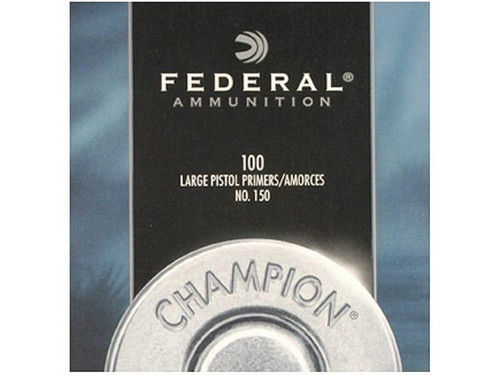 FEDERAL®
AMMUNITION
100
LARGE PISTOL PRIMERS/AMORCES
NO. 150
CHAMPION®